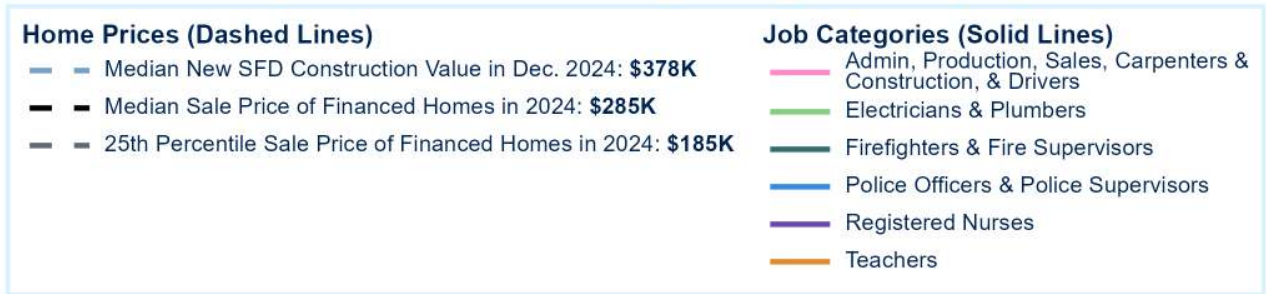 Home Prices (Dashed Lines)
Median New SFD Construction Value in Dec. 2024: $378K
Median Sale Price of Financed Homes in 2024: $285K
25th Percentile Sale Price of Financed Homes in 2024: $185K
Job Categories (Solid Lines)
Admin, Production, Sales, Carpenters &
Construction, & Drivers
Electricians & Plumbers
Firefighters & Fire Supervisors
Police Officers & Police Supervisors
Registered Nurses
Teachers